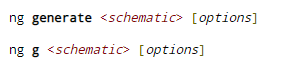 ng generate <schematic> [options]
ng g <schematic> [options]